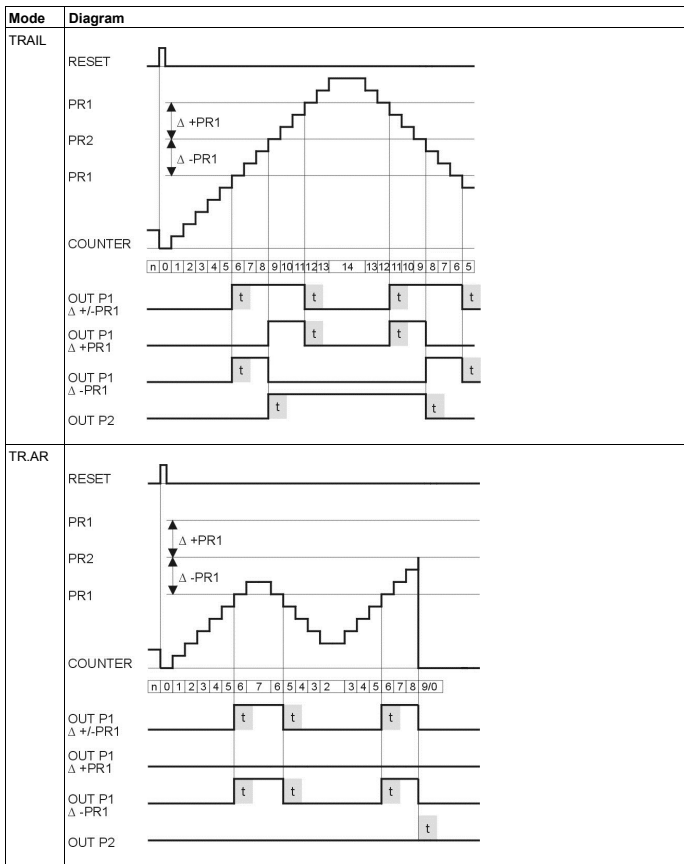 Mode Diagram
TRAIL
RESET
PR1
Δ +PR1
PR2
Δ -PR1
PR1
COUNTER
n 0 1 2 3 4 5 6 7 8 9 10 11 12 13 14 13 12 11 10 9 8 7 6 5
OUT P1 t t t t
Δ +/-PR1
OUT P1 t t
Δ +PR1
OUT P1 t t
Δ -PR1
OUT P2 t t
TR.AR
RESET
PR1
Δ +PR1
PR2
Δ -PR1
PR1
COUNTER
n 0 1 2 3 4 5 6 7 6 5 4 3 2 3 4 5 6 7 8 9/0
OUT P1 t t t
Δ +/-PR1
OUT P1
Δ +PR1
OUT P1 t t t
Δ -PR1
OUT P2 t